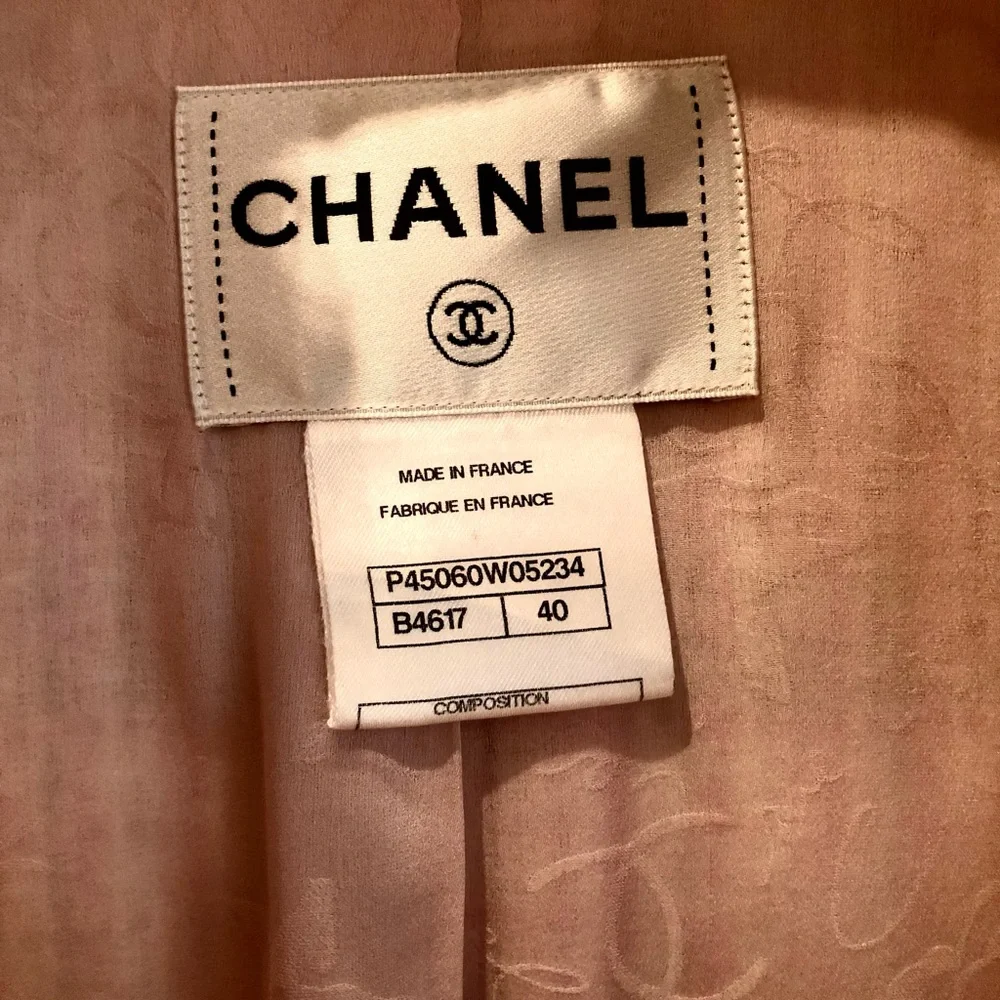 CHANEL
MADE IN FRANCE
FABRIQUE EN FRANCE
P45060W05234
B4617 40
COMPOSITION